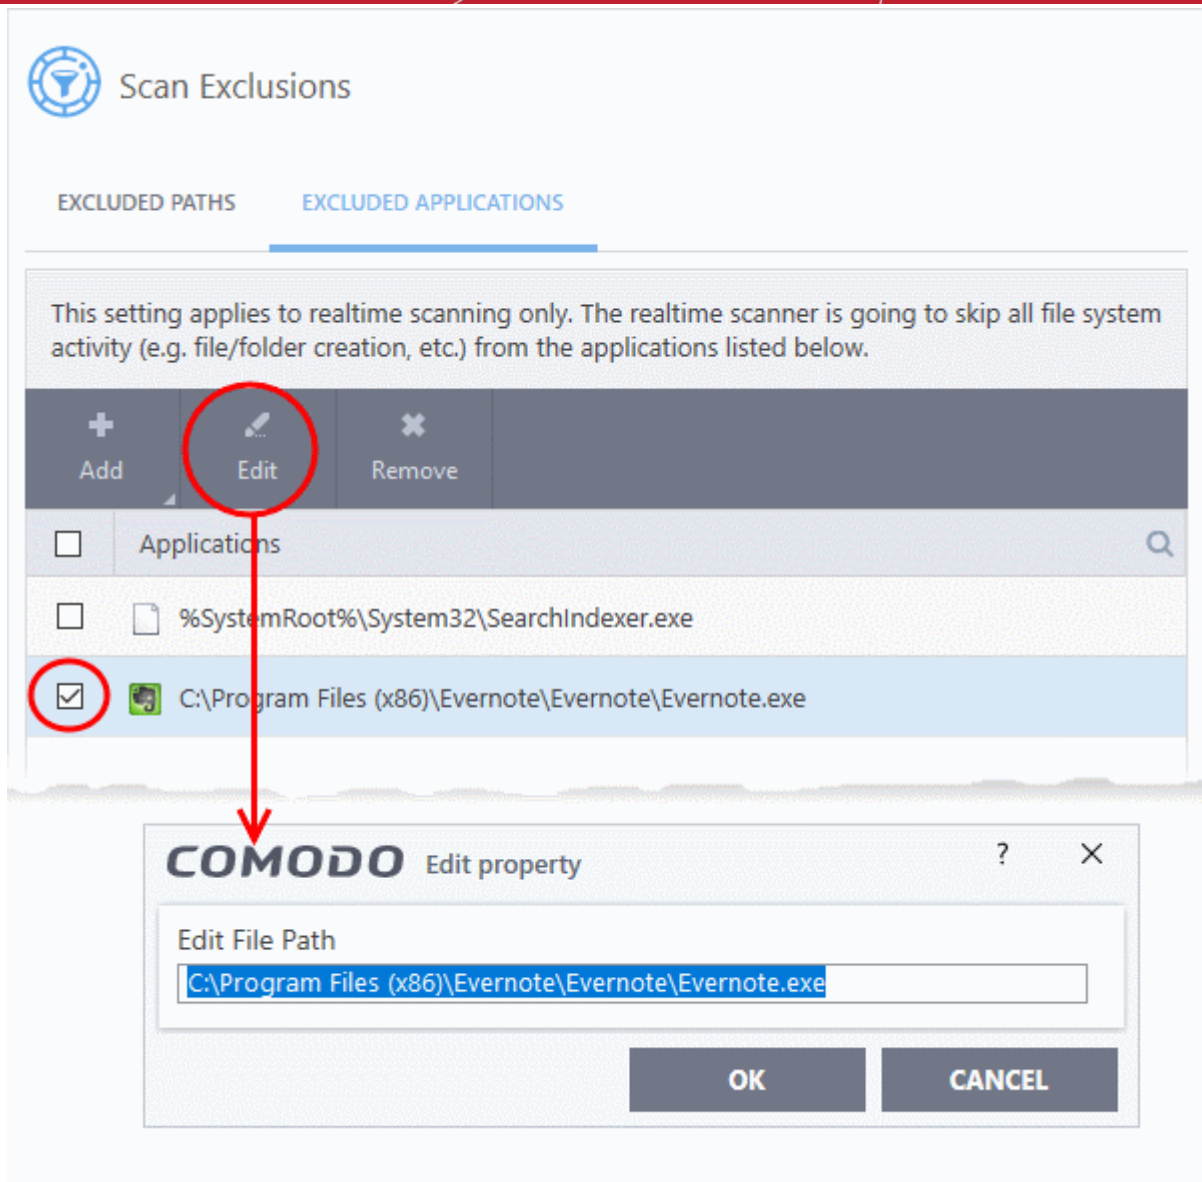 Scan Exclusions
EXCLUDED PATHS EXCLUDED APPLICATIONS
This setting applies to realtime scanning only. The realtime scanner is going to skip all file system
activity (e.g. file/folder creation, etc.) from the applications listed below.
Add Edit Remove
Applications
%SystemRoot%\System32\SearchIndexer.exe
C:\Program Files (x86)\Evernote\Evernote\Evernote.exe
COMODO Edit property ?
Edit File Path
C:\Program Files (x86)\Evernote\Evernote\Evernote.exe
OK CANCEL